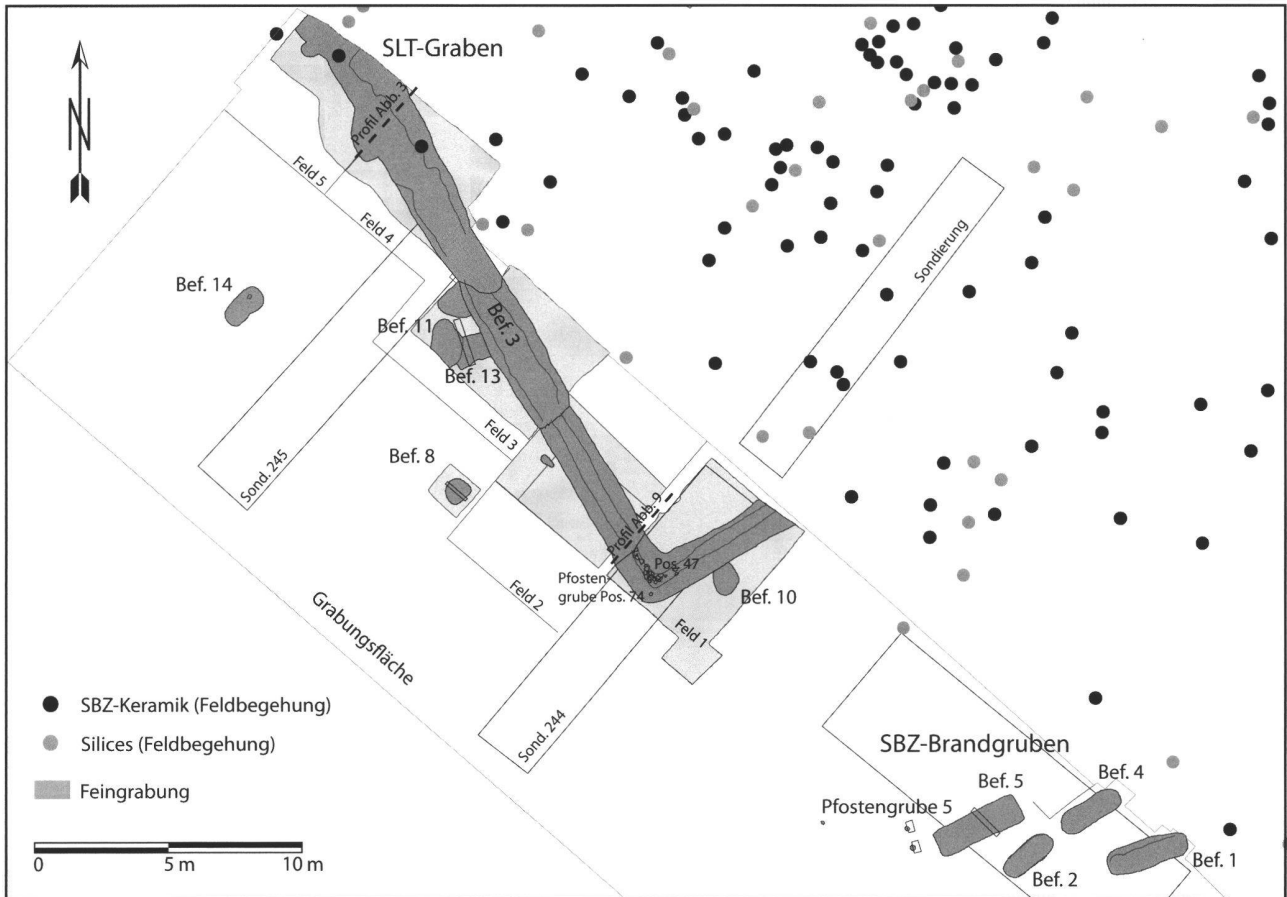 N
SLT-Graben
Profil Abb. 3
Feld 5
Feld 4
Bef. 14
Bef. 11
Bef. 3
Bef. 13
Sondierung
Feld 3
Sond. 245
Bef. 8
Profil Abb. 9
Pos. 47
Pfosten-
grube Pos. 74
Bef. 10
Feld 2
Feld 1
Grabungsfläche
Sond. 244
SBZ-Keramik (Feldbegehung)
Silices (Feldbegehung)
Feingrabung
0 5 m 10 m
SBZ-Brandgruben
Bef. 5
Bef. 4
Pfostengrube 5
Bef. 2
Bef. 1